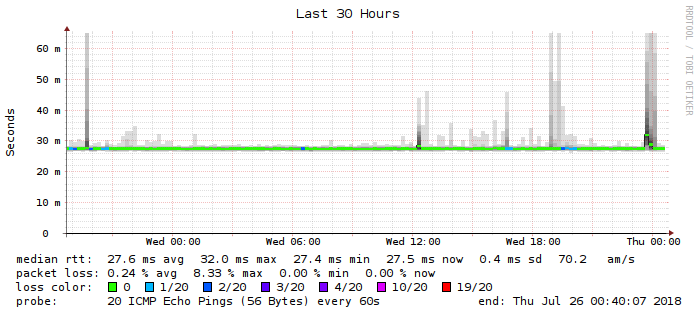 Last 30 Hours
RRDTOOL / TOBI OETIKER
Seconds
60 m
50 m
40 m
30 m
20 m
10 m
0
Wed 00:00 Wed 06:00 Wed 12:00 Wed 18:00 Thu 00:00
median rtt: 27.6 ms avg 32.0 ms max 27.4 ms min 27.5 ms now 0.4 ms sd 70.2 am/s
packet loss: 0.24 % avg 8.33 % max 0.00 % min 0.00 % now
loss color: 0 1/20 2/20 3/20 4/20 10/20 19/20
probe: 20 ICMP Echo Pings (56 Bytes) every 60s end: Thu Jul 26 00:40:07 2018